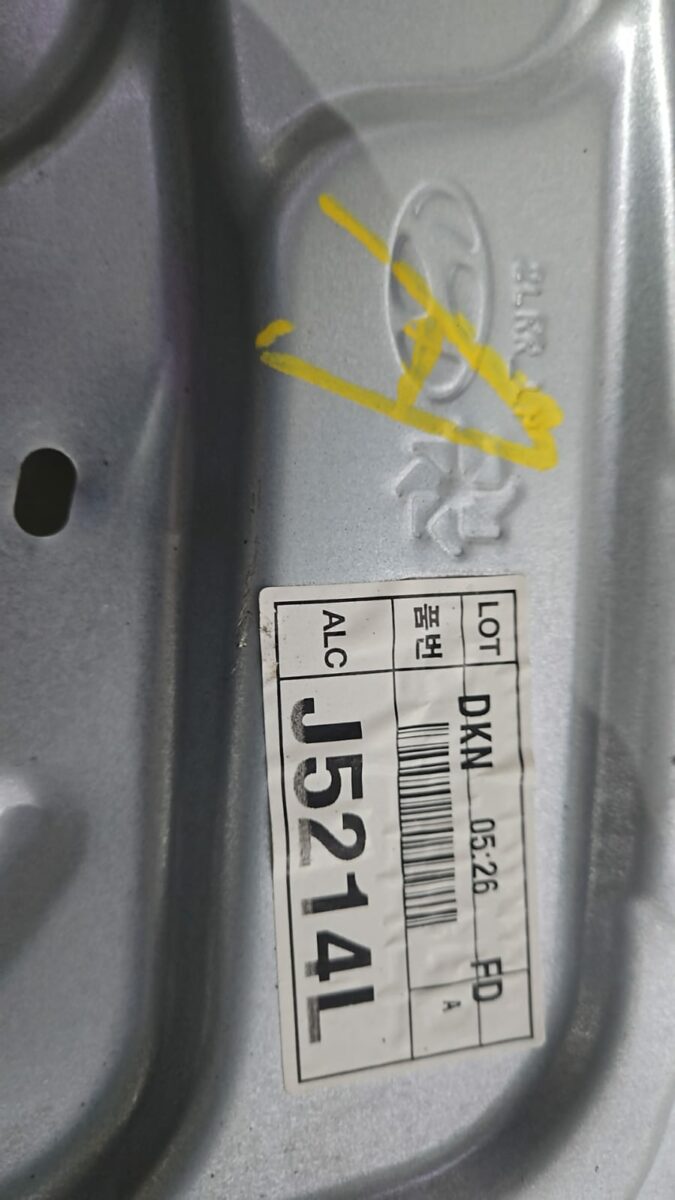 LOT DKN 05:26 FD
품번 A
ALC J5214L